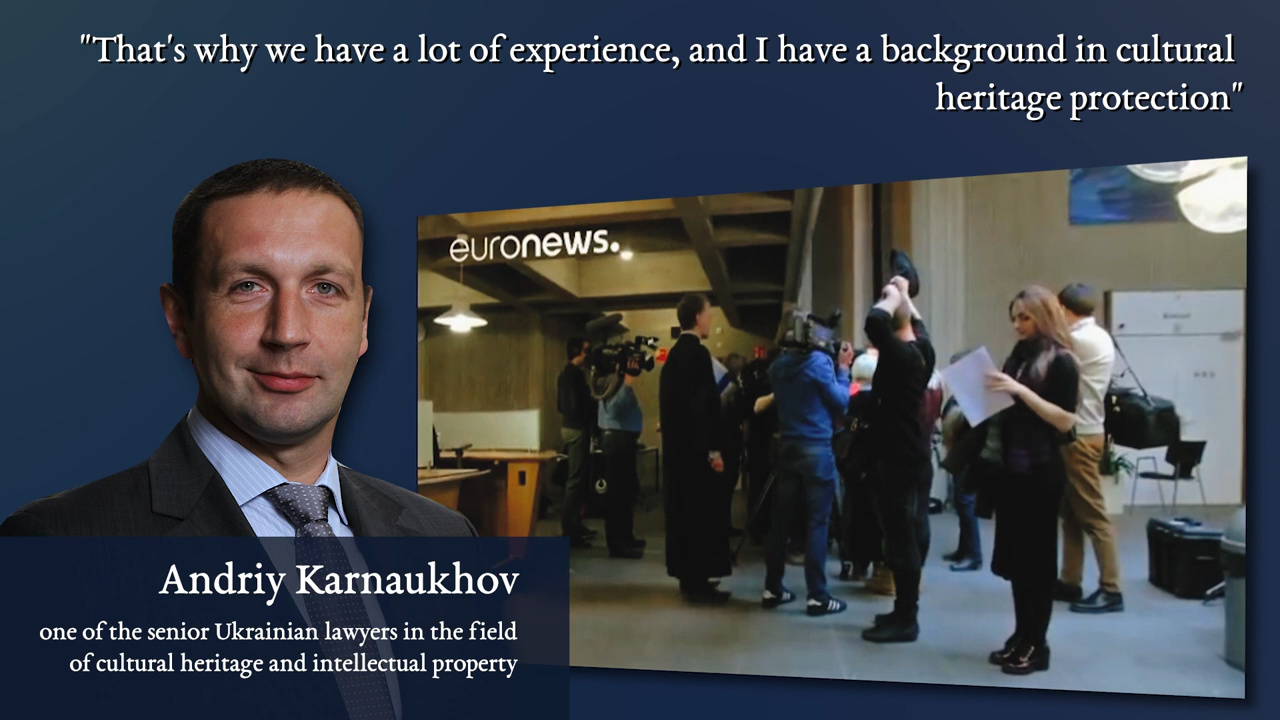 "That's why we have a lot of experience, and I have a background in cultural
heritage protection"
euronews.
Andriy Karnaukhov
one of the senior Ukrainian lawyers in the field
of cultural heritage and intellectual property